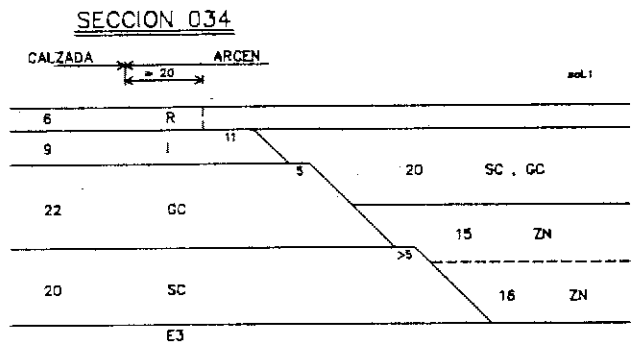 SECCION 034
CALZADA ARCEN
≈ 20
sol.1
6 R
11
9 I
5
20 SC , GC
22 GC
15 ZN
>5
20 SC
18 ZN
E3